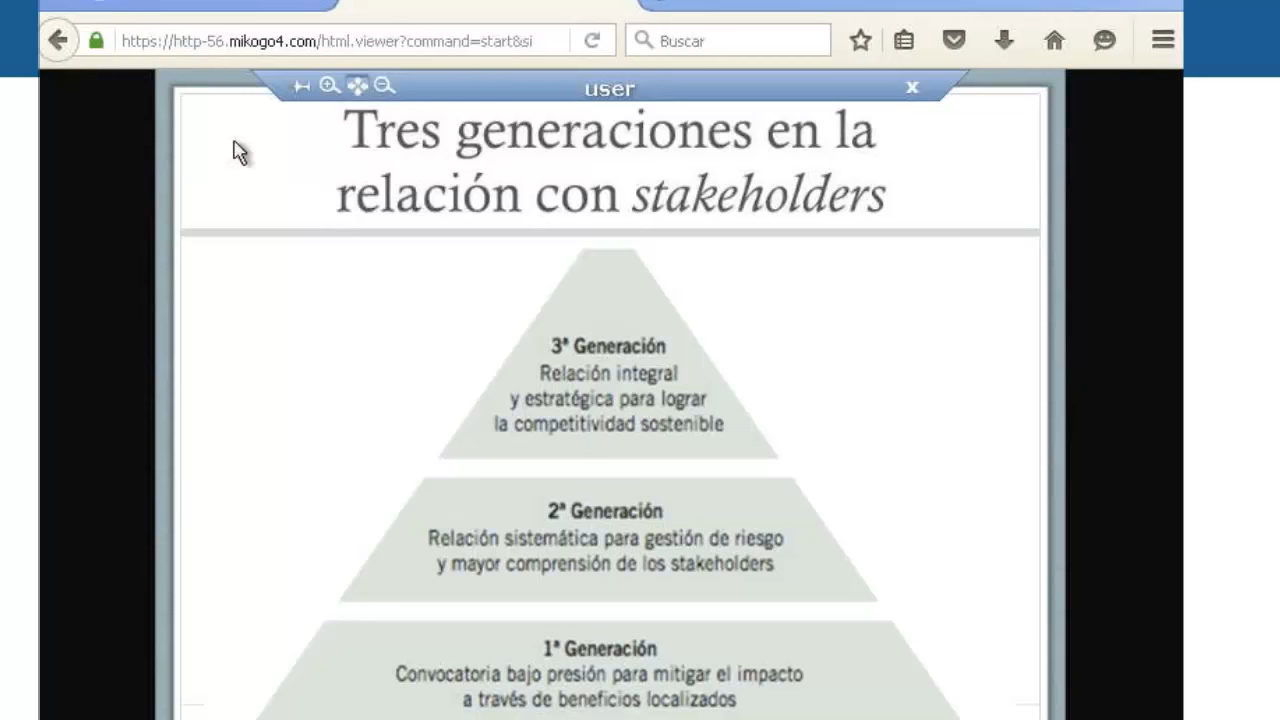 https://http-56.mikogo4.com/html.viewer?command=start&si
Buscar
user
x
Tres generaciones en la
relación con stakeholders
3ª Generación
Relación integral
y estratégica para lograr
la competitividad sostenible
2ª Generación
Relación sistemática para gestión de riesgo
y mayor comprensión de los stakeholders
1ª Generación
Convocatoria bajo presión para mitigar el impacto
a través de beneficios localizados